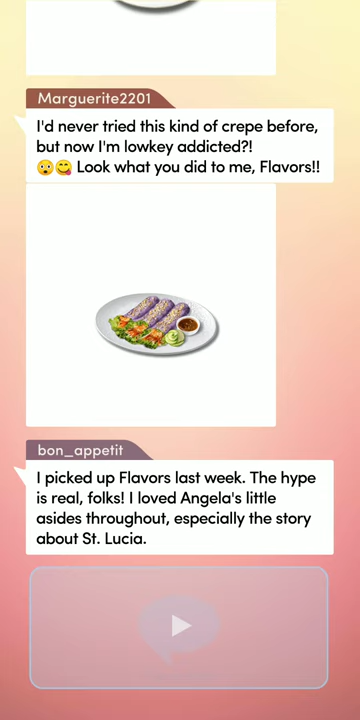 Marguerite2201
I'd never tried this kind of crepe before,
but now I'm lowkey addicted?!
😲😋 Look what you did to me, Flavors!!
bon_appetit
I picked up Flavors last week. The hype
is real, folks! I loved Angela's little
asides throughout, especially the story
about St. Lucia.